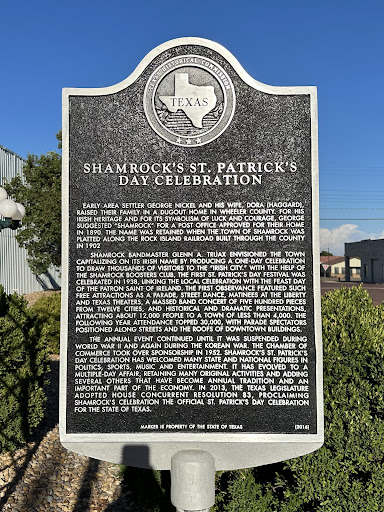 TEXAS HISTORICAL COMMISSION
TEXAS
SHAMROCK'S ST. PATRICK'S
DAY CELEBRATION
EARLY AREA SETTLER GEORGE NICKEL AND HIS WIFE, DORA (HAGGARD),
RAISED THEIR FAMILY IN A DUGOUT HOME IN WHEELER COUNTY. FOR HIS
IRISH HERITAGE AND FOR ITS SYMBOLISM OF LUCK AND COURAGE, GEORGE
SUGGESTED "SHAMROCK" FOR A POST OFFICE APPROVED FOR THEIR HOME
IN 1890. THE NAME WAS RETAINED WHEN THE TOWN OF SHAMROCK WAS
PLATTED ALONG THE ROCK ISLAND RAILROAD BUILT THROUGH THE COUNTY
IN 1902.
SHAMROCK BANDMASTER GLENN A. TRUAX ENVISIONED THE TOWN
CAPITALIZING ON ITS IRISH NAME BY PRODUCING A ONE-DAY CELEBRATION
TO DRAW THOUSANDS OF VISITORS TO THE "IRISH CITY." WITH THE HELP OF
THE SHAMROCK BOOSTERS CLUB, THE FIRST ST. PATRICK'S DAY FESTIVAL WAS
CELEBRATED IN 1938, LINKING THE LOCAL CELEBRATION WITH THE FEAST DAY
OF THE PATRON SAINT OF IRELAND. THE FIRST OBSERVANCE FEATURED SUCH
FREE ATTRACTIONS AS A PARADE, STREET DANCE, MATINEES AT THE LIBERTY
AND TEXAS THEATERS, A MASSED BAND CONCERT OF FIVE HUNDRED PIECES
FROM TWELVE CITIES, AND HISTORICAL AND DRAMATIC PRESENTATIONS,
ATTRACTING ABOUT 12,000 PEOPLE TO A TOWN OF LESS THAN 4,000. THE
FOLLOWING YEAR ATTENDANCE TOPPED 30,000, WITH PARADE SPECTATORS
POSITIONED ALONG STREETS AND THE ROOFS OF DOWNTOWN BUILDINGS.
THE ANNUAL EVENT CONTINUED UNTIL IT WAS SUSPENDED DURING
WORLD WAR II AND AGAIN DURING THE KOREAN WAR. THE CHAMBER OF
COMMERCE TOOK OVER SPONSORSHIP IN 1952. SHAMROCK'S ST. PATRICK'S
DAY CELEBRATION HAS WELCOMED MANY STATE AND NATIONAL FIGURES IN
POLITICS, SPORTS, MUSIC AND ENTERTAINMENT. IT HAS EVOLVED TO A
MULTIPLE-DAY AFFAIR, RETAINING MANY ORIGINAL ACTIVITIES AND ADDING
SEVERAL OTHERS THAT HAVE BECOME ANNUAL TRADITION AND AN
IMPORTANT PART OF THE ECONOMY. IN 2013, THE TEXAS LEGISLATURE
ADOPTED HOUSE CONCURRENT RESOLUTION 83, PROCLAIMING
SHAMROCK'S CELEBRATION THE OFFICIAL ST. PATRICK'S DAY CELEBRATION
FOR THE STATE OF TEXAS.
(2016)
MARKER IS PROPERTY OF THE STATE OF TEXAS